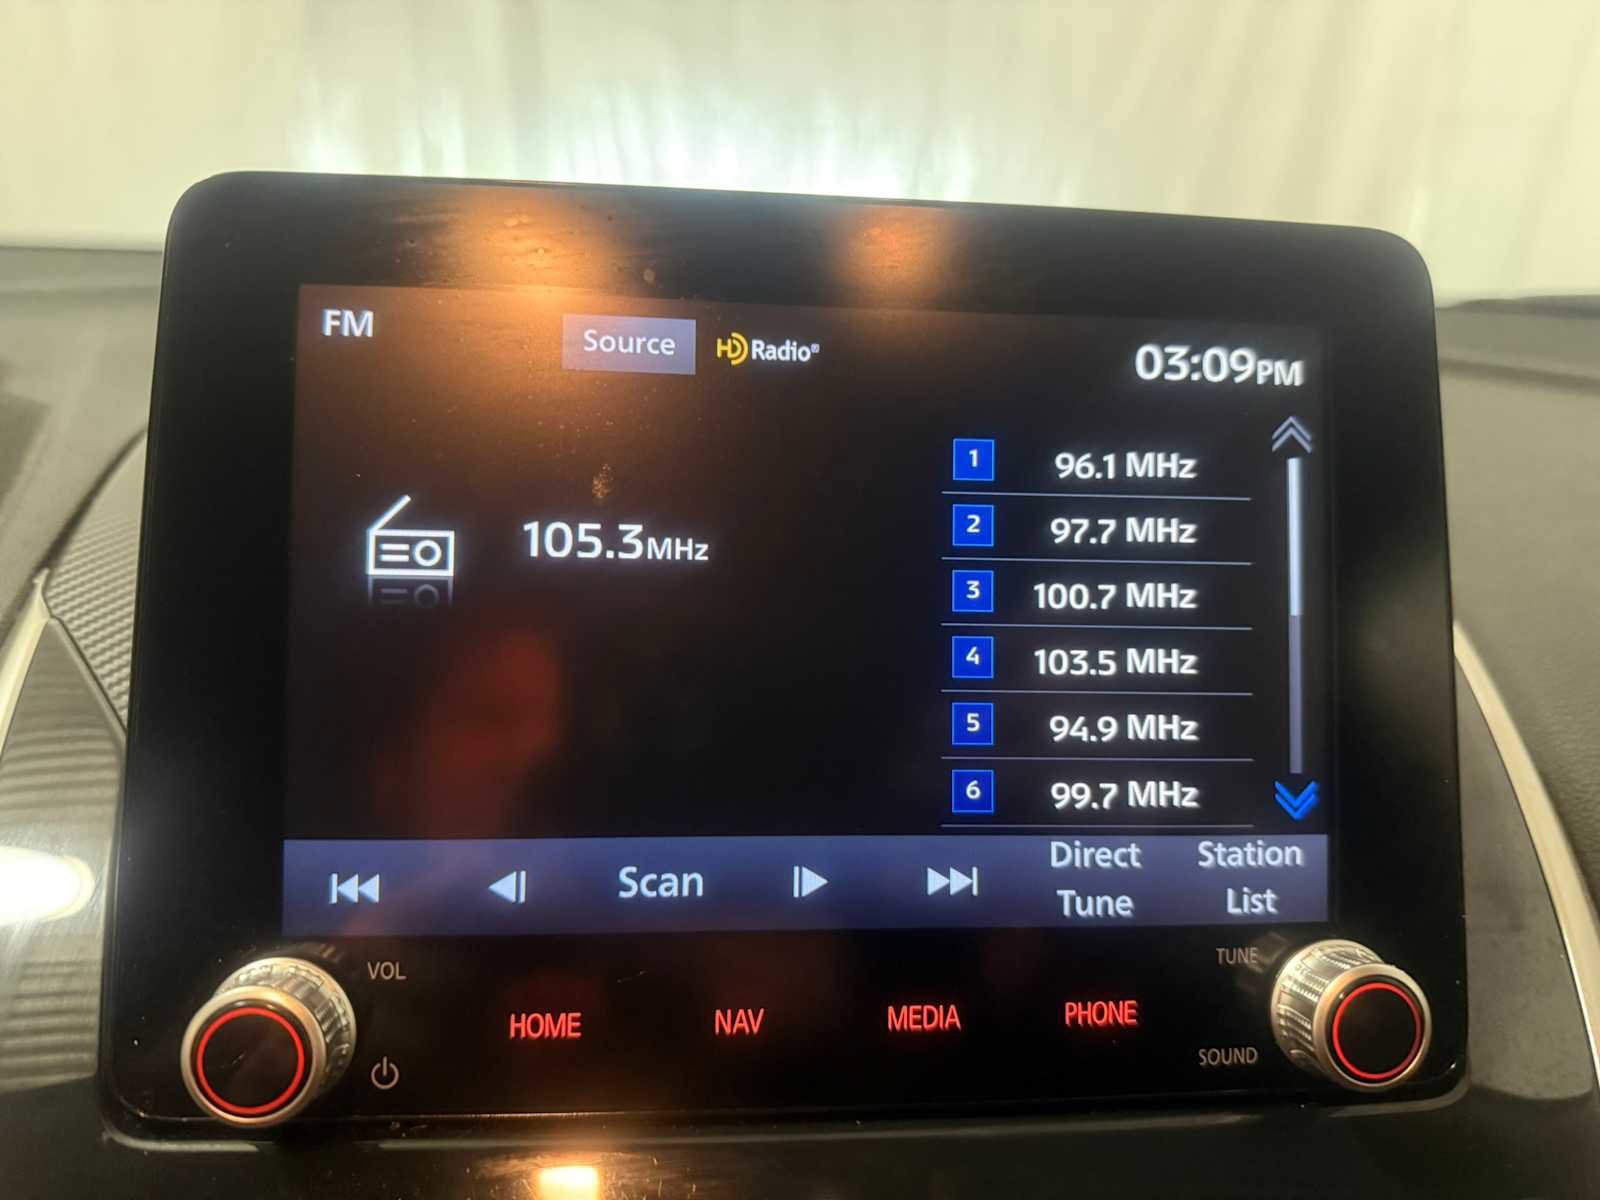 FM
Source
HD Radio®
03:09PM
105.3MHz
1 96.1 MHz
2 97.7 MHz
3 100.7 MHz
4 103.5 MHz
5 94.9 MHz
6 99.7 MHz
Scan
Direct
Tune
Station
List
VOL
TUNE
HOME
NAV
MEDIA
PHONE
SOUND